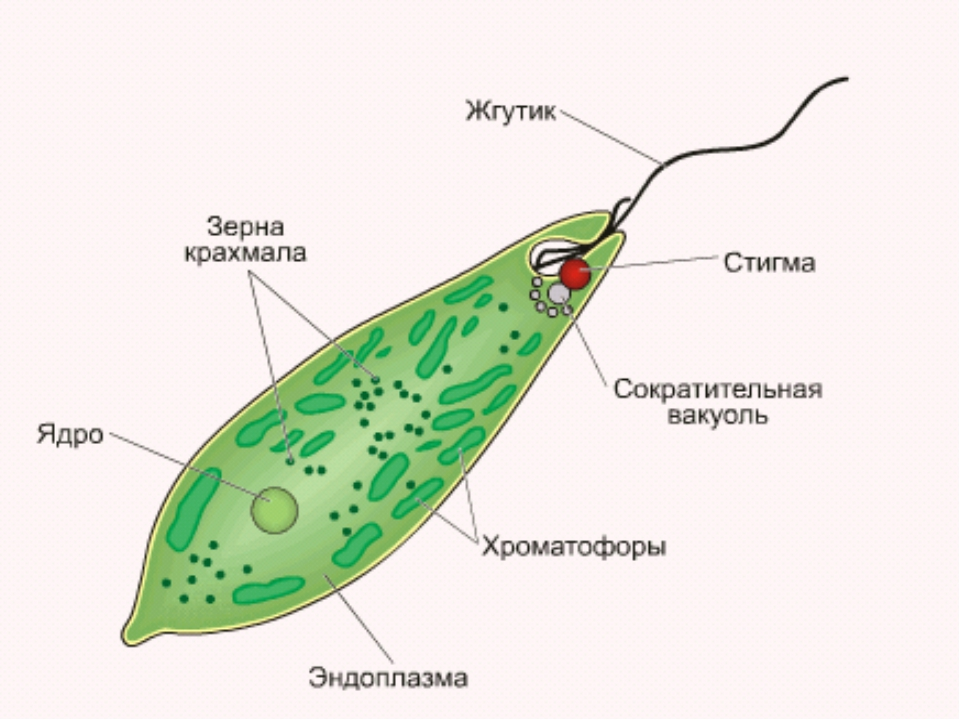 Жгутик
Зерна
крахмала
Стигма
Сократительная
вакуоль
Ядро
Хроматофоры
Эндоплазма